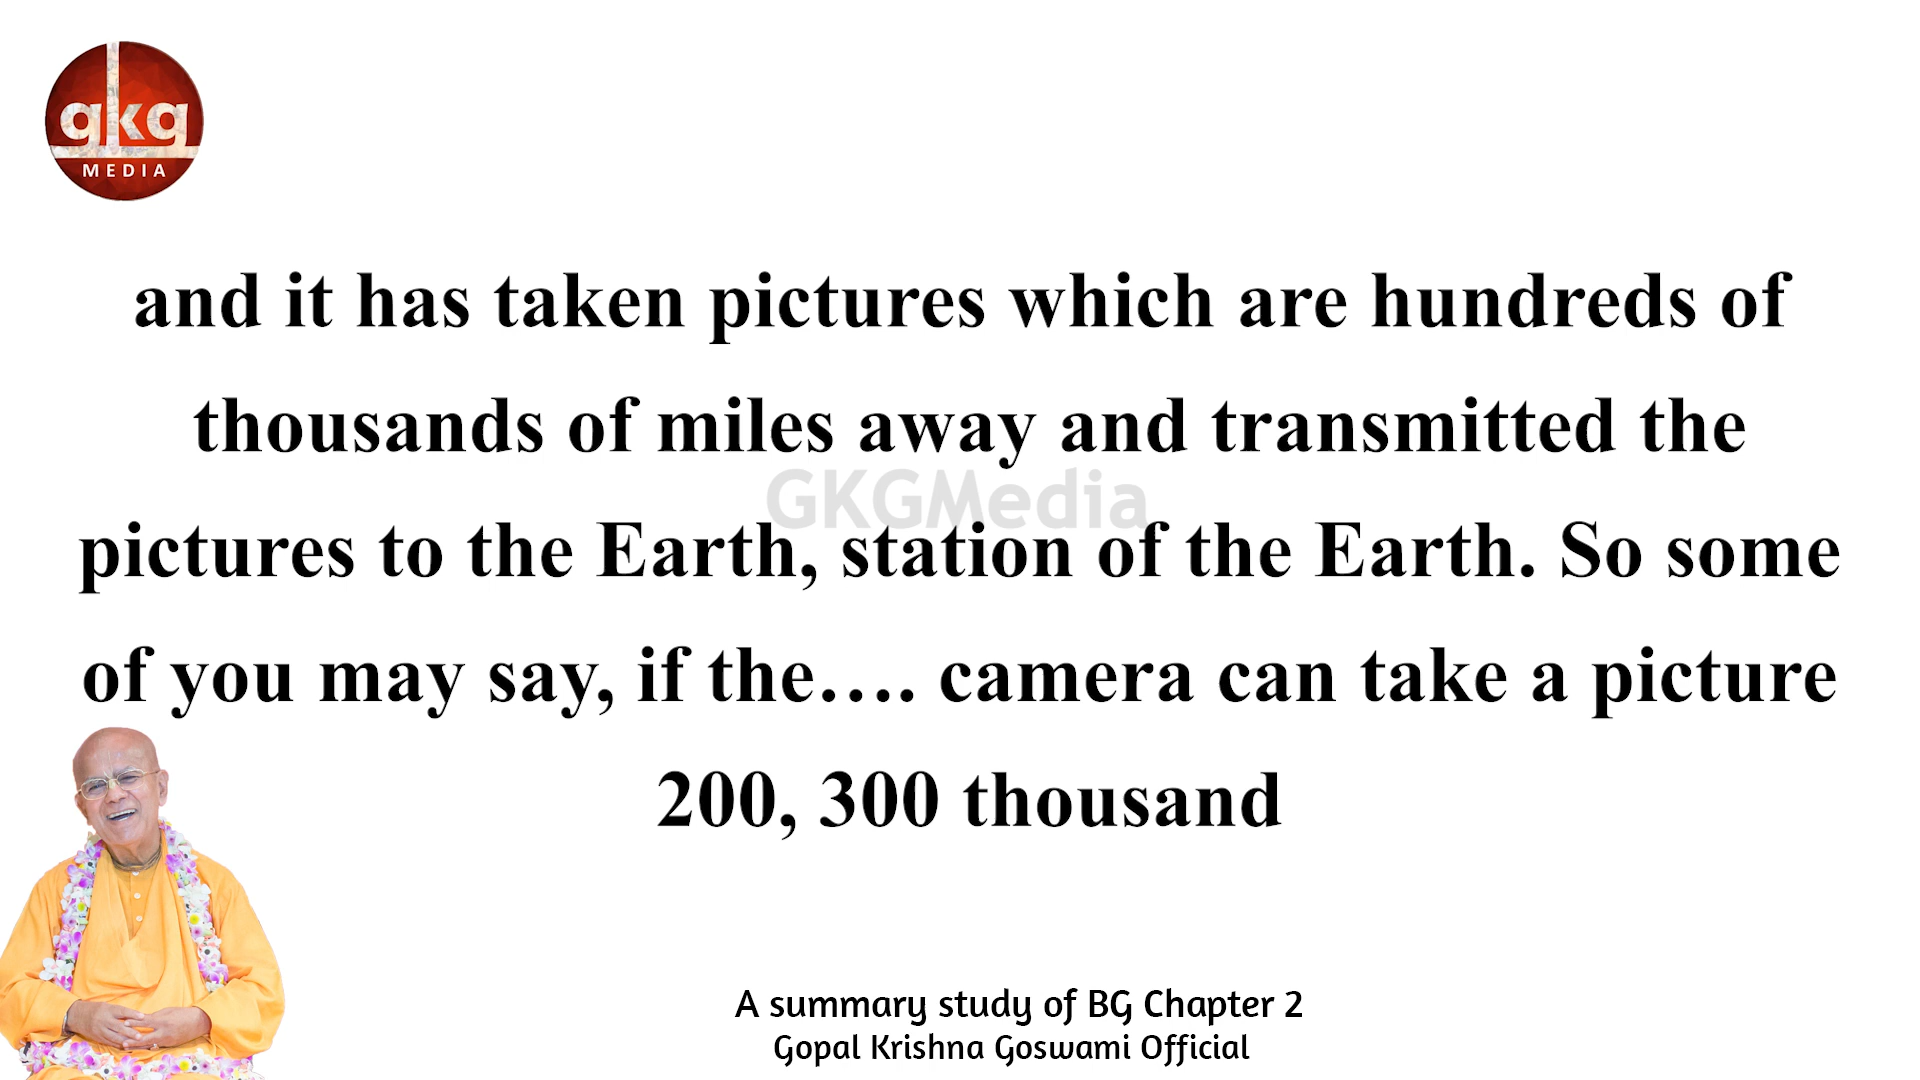 gkg
MEDIA
and it has taken pictures which are hundreds of
thousands of miles away and transmitted the
GKGMedia
pictures to the Earth, station of the Earth. So some
of you may say, if the…. camera can take a picture
200, 300 thousand
A summary study of BG Chapter 2
Gopal Krishna Goswami Official